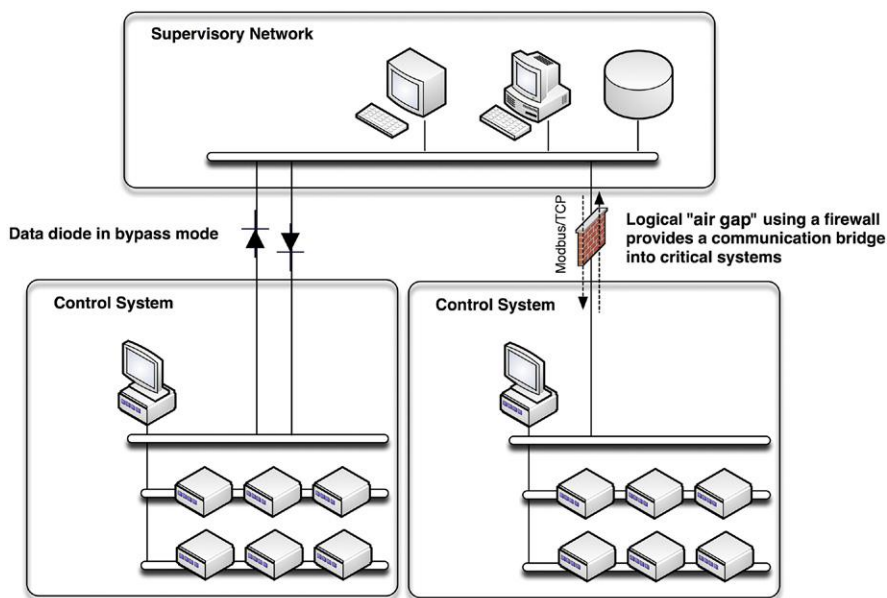 Supervisory Network
Data diode in bypass mode
Modbus/TCP
Logical "air gap" using a firewall
provides a communication bridge
into critical systems
Control System
Control System